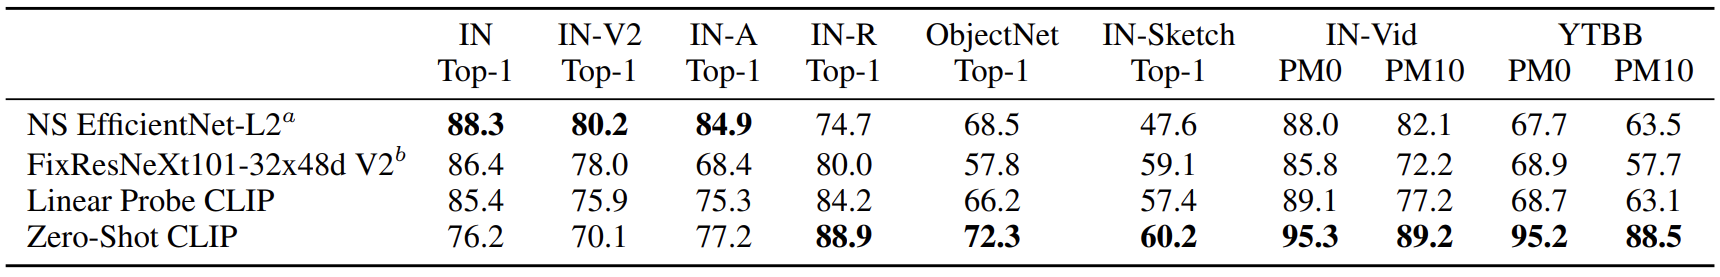 IN IN-V2 IN-A IN-R ObjectNet IN-Sketch IN-Vid YTBB
Top-1 Top-1 Top-1 Top-1 Top-1 Top-1 PM0 PM10 PM0 PM10
NS EfficientNet-L2a 88.3 80.2 84.9 74.7 68.5 47.6 88.0 82.1 67.7 63.5
FixResNeXt101-32x48d V2b 86.4 78.0 68.4 80.0 57.8 59.1 85.8 72.2 68.9 57.7
Linear Probe CLIP 85.4 75.9 75.3 84.2 66.2 57.4 89.1 77.2 68.7 63.1
Zero-Shot CLIP 76.2 70.1 77.2 88.9 72.3 60.2 95.3 89.2 95.2 88.5